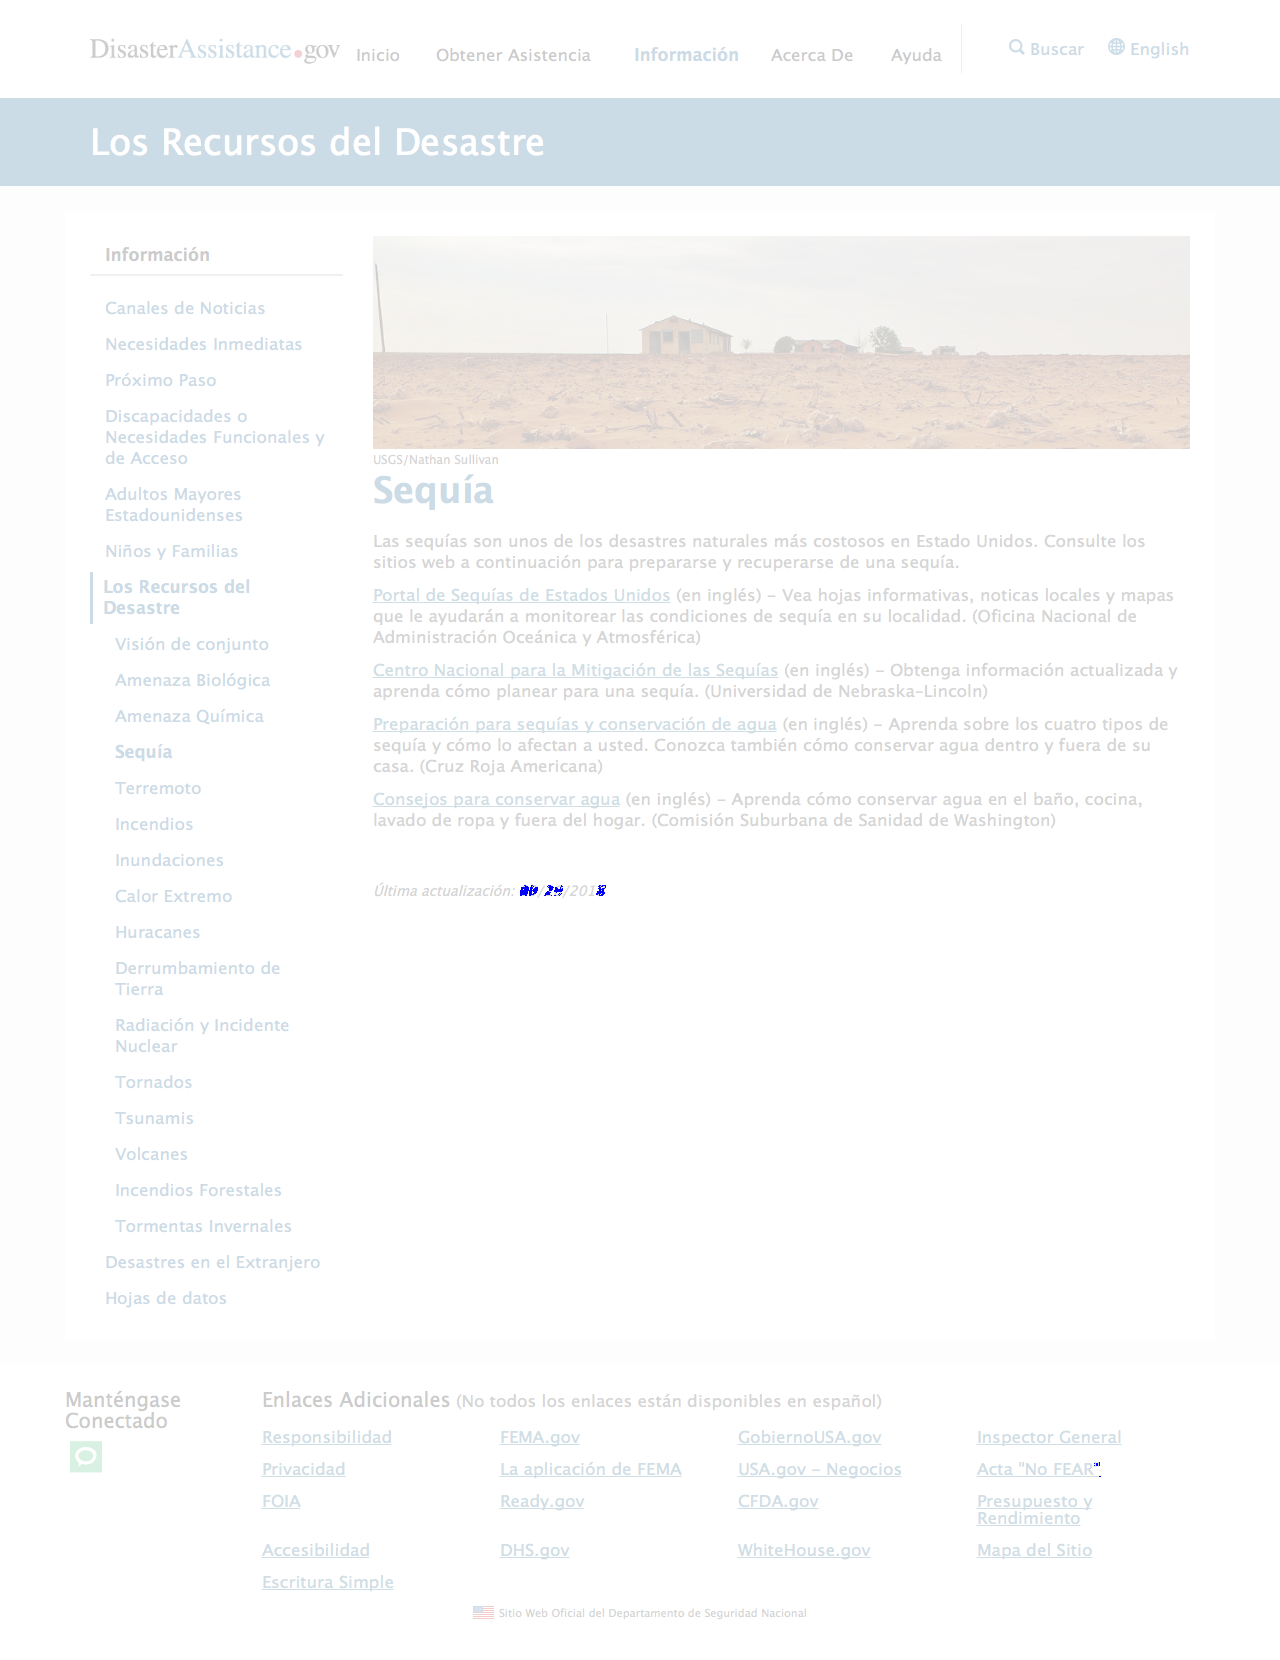 DisasterAssistance.gov
Inicio
Obtener Asistencia
Información
Acerca De
Ayuda
Buscar
English
Los Recursos del Desastre
Información
Canales de Noticias
Necesidades Inmediatas
Próximo Paso
Discapacidades o
Necesidades Funcionales y
de Acceso
Adultos Mayores
Estadounidenses
Niños y Familias
Los Recursos del
Desastre
Visión de conjunto
Amenaza Biológica
Amenaza Química
Sequía
Terremoto
Incendios
Inundaciones
Calor Extremo
Huracanes
Derrumbamiento de
Tierra
Radiación y Incidente
Nuclear
Tornados
Tsunamis
Volcanes
Incendios Forestales
Tormentas Invernales
Desastres en el Extranjero
Hojas de datos
USGS/Nathan Sullivan
Sequía
Las sequías son unos de los desastres naturales más costosos en Estado Unidos. Consulte los
sitios web a continuación para prepararse y recuperarse de una sequía.
Portal de Sequías de Estados Unidos (en inglés) – Vea hojas informativas, noticas locales y mapas
que le ayudarán a monitorear las condiciones de sequía en su localidad. (Oficina Nacional de
Administración Oceánica y Atmosférica)
Centro Nacional para la Mitigación de las Sequías (en inglés) – Obtenga información actualizada y
aprenda cómo planear para una sequía. (Universidad de Nebraska–Lincoln)
Preparación para sequías y conservación de agua (en inglés) – Aprenda sobre los cuatro tipos de
sequía y cómo lo afectan a usted. Conozca también cómo conservar agua dentro y fuera de su
casa. (Cruz Roja Americana)
Consejos para conservar agua (en inglés) – Aprenda cómo conservar agua en el baño, cocina,
lavado de ropa y fuera del hogar. (Comisión Suburbana de Sanidad de Washington)
Última actualización:
Manténgase
Conectado
Enlaces Adicionales (No todos los enlaces están disponibles en español)
Responsibilidad
FEMA.gov
GobiernoUSA.gov
Inspector General
Privacidad
La aplicación de FEMA
USA.gov – Negocios
Acta "No FEAR"
FOIA
Ready.gov
CFDA.gov
Presupuesto y
Rendimiento
Accesibilidad
DHS.gov
WhiteHouse.gov
Mapa del Sitio
Escritura Simple
Sitio Web Oficial del Departamento de Seguridad Nacional